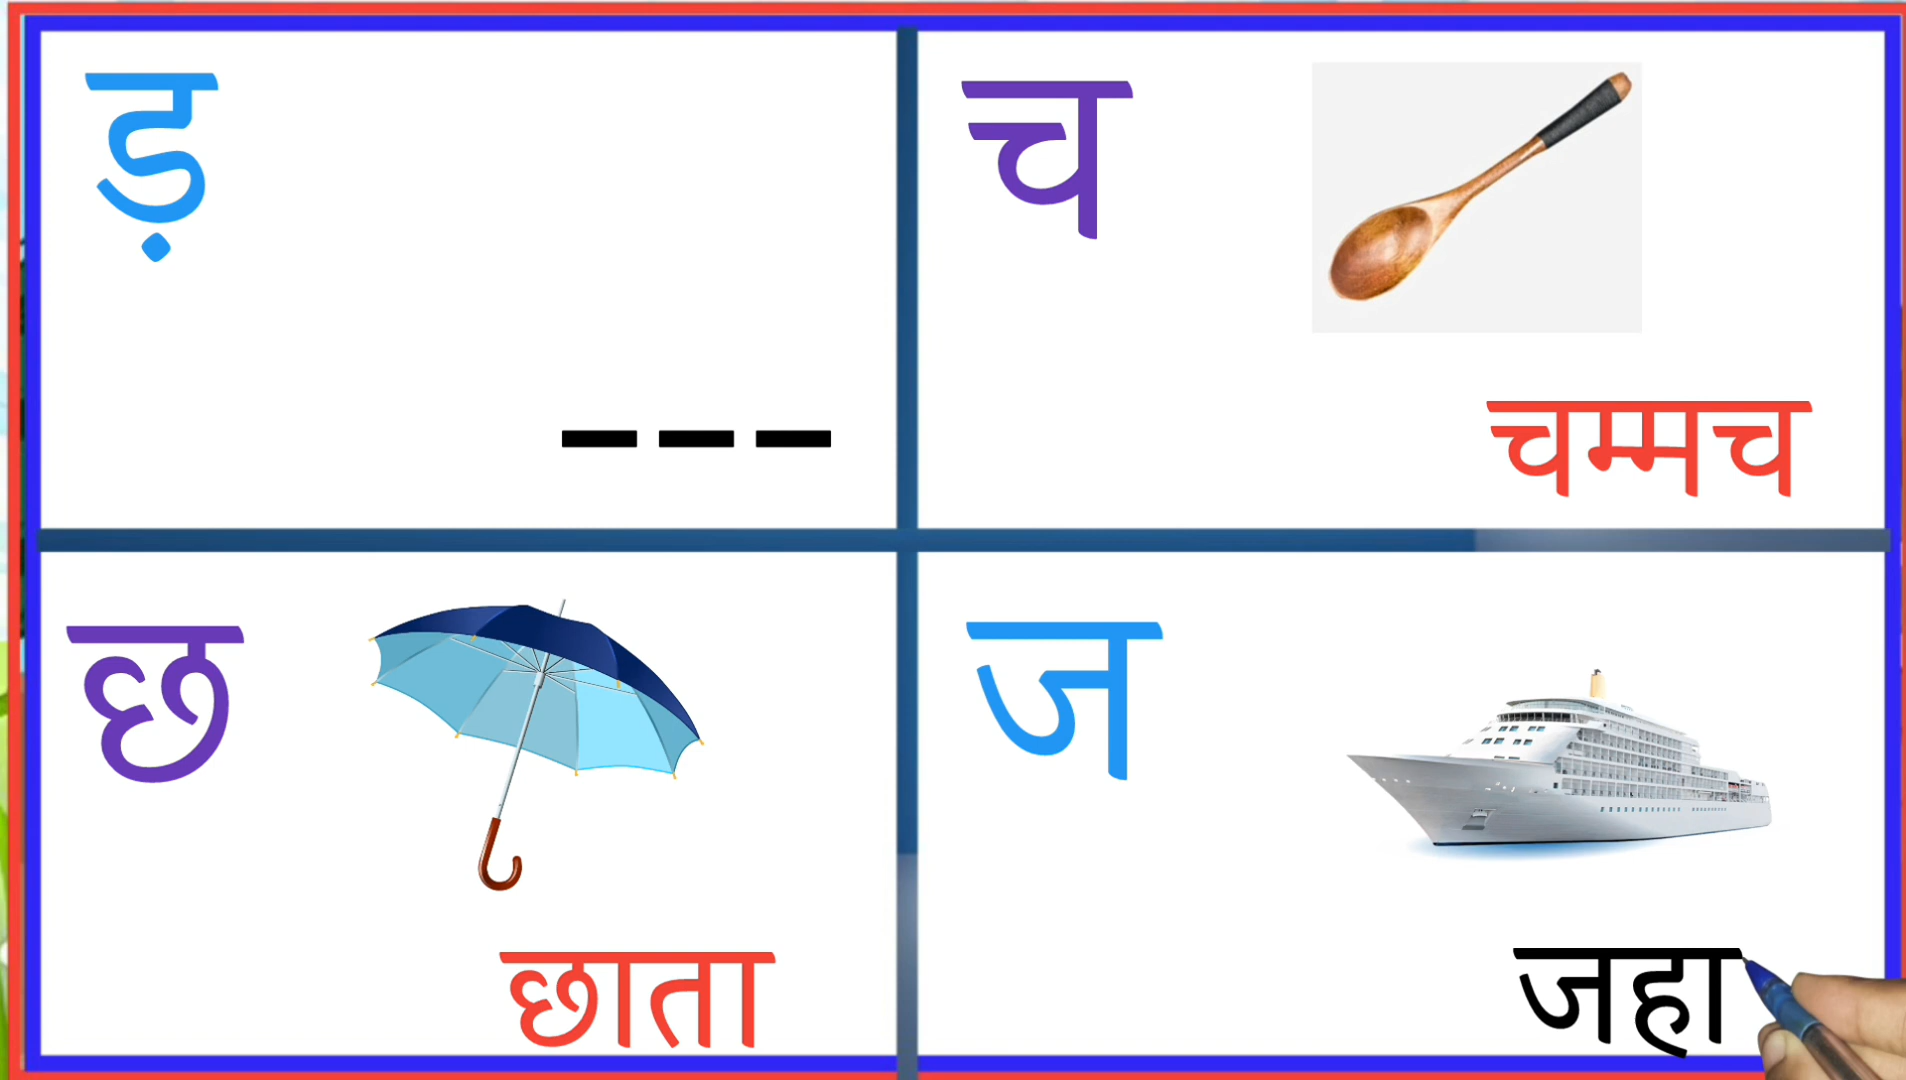 ड़
_ _ _
च
चम्मच
छ
छाता
ज
जहा